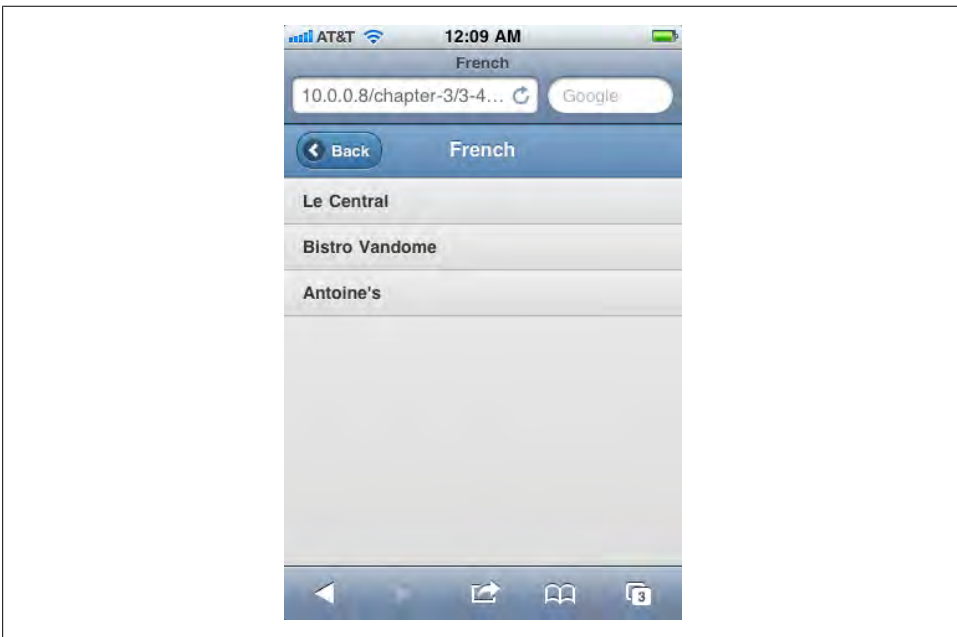 AT&T 12:09 AM
French
10.0.0.8/chapter-3/3-4... Google
Back French
Le Central
Bistro Vandome
Antoine's
3